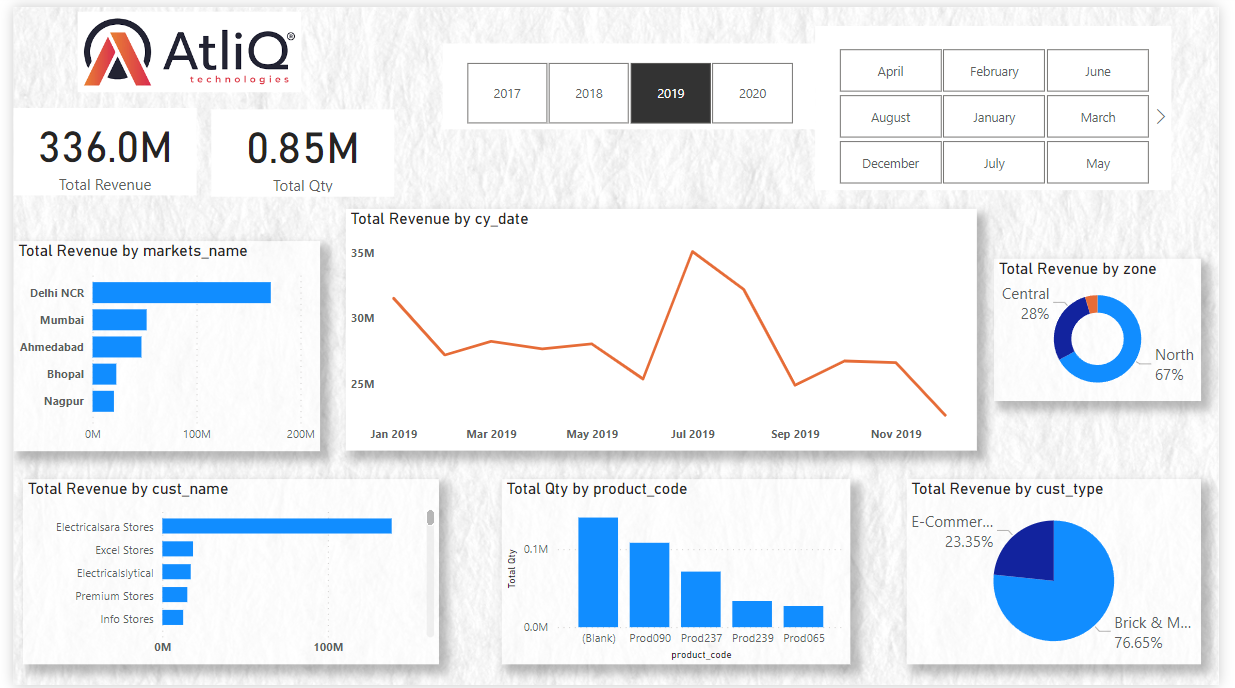 AtliQ®
technologies
2017 2018 2019 2020
April February June
August January March
December July May
336.0M
Total Revenue
0.85M
Total Qty
Total Revenue by markets_name
Delhi NCR
Mumbai
Ahmedabad
Bhopal
Nagpur
0M 100M 200M
Total Revenue by cy_date
35M
30M
25M
Jan 2019 Mar 2019 May 2019 Jul 2019 Sep 2019 Nov 2019
Total Revenue by zone
Central
28%
North
67%
Total Revenue by cust_name
Electricalsara Stores
Excel Stores
Electricalslytical
Premium Stores
Info Stores
0M 100M
Total Qty by product_code
Total Qty
0.1M
0.0M
(Blank) Prod090 Prod237 Prod239 Prod065
product_code
Total Revenue by cust_type
E-Commer...
23.35%
Brick & M...
76.65%